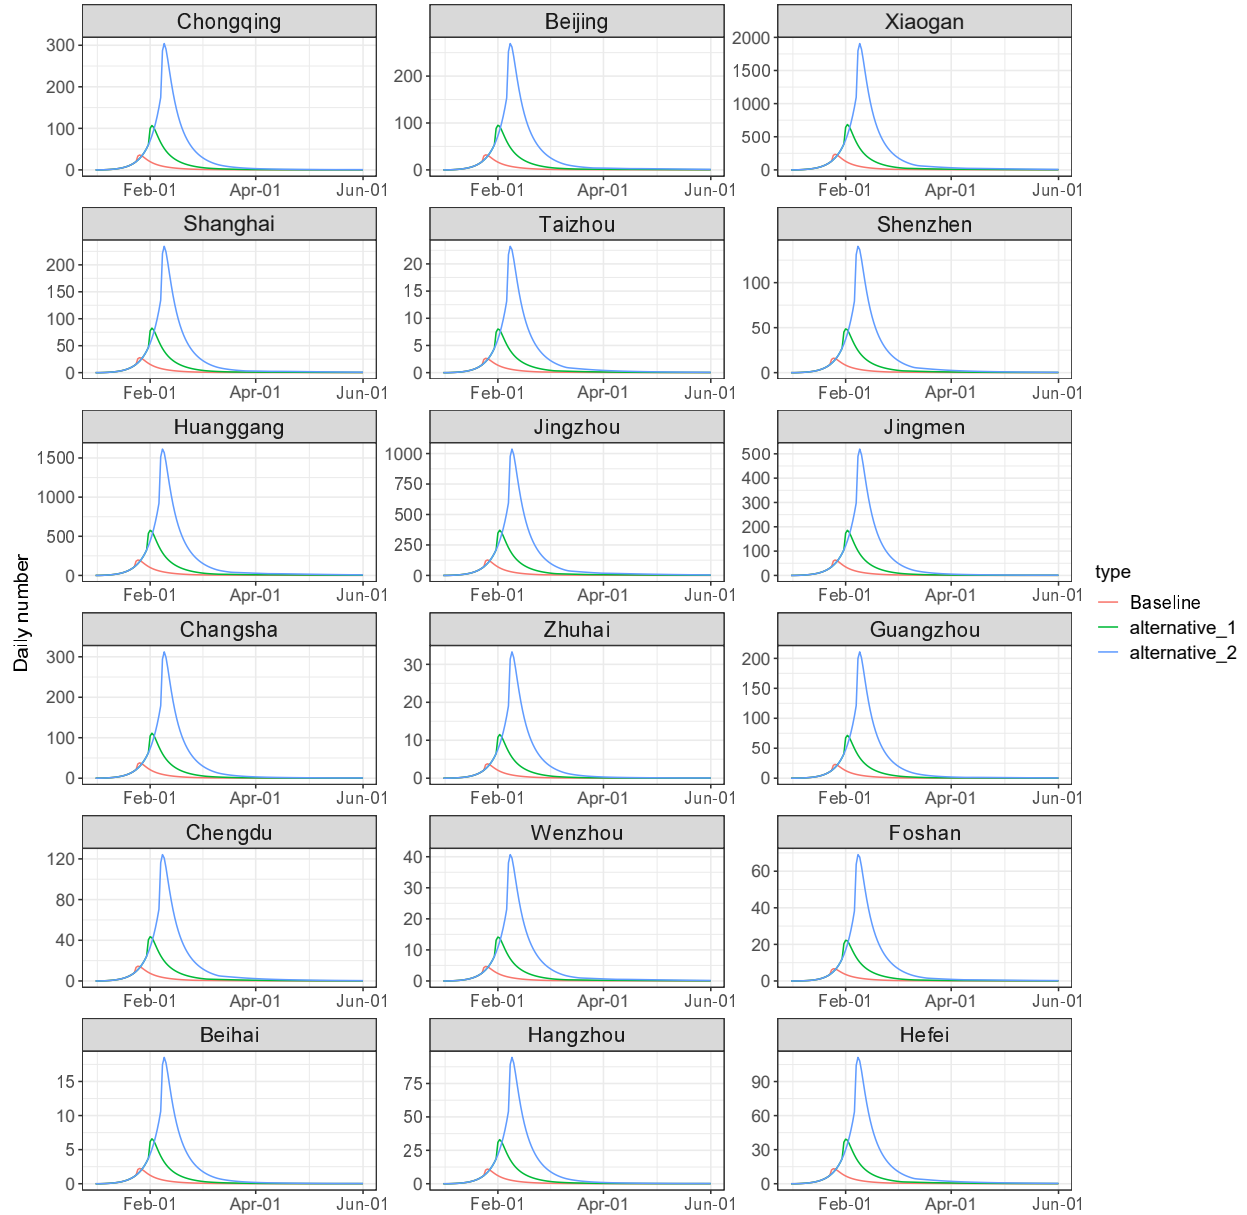 Chongqing Beijing Xiaogan
300 200 100 0
200 100 0
2000 1500 1000 500 0
Feb-01 Apr-01 Jun-01 Feb-01 Apr-01 Jun-01 Feb-01 Apr-01 Jun-01
Shanghai Taizhou Shenzhen
200 150 100 50 0
20 15 10 5 0
100 50 0
Feb-01 Apr-01 Jun-01 Feb-01 Apr-01 Jun-01 Feb-01 Apr-01 Jun-01
Huanggang Jingzhou Jingmen
1500 1000 500 0
1000 750 500 250 0
500 400 300 200 100 0
Feb-01 Apr-01 Jun-01 Feb-01 Apr-01 Jun-01 Feb-01 Apr-01 Jun-01
Daily number
type
Baseline
alternative_1
alternative_2
Changsha Zhuhai Guangzhou
300 200 100 0
30 20 10 0
200 150 100 50 0
Feb-01 Apr-01 Jun-01 Feb-01 Apr-01 Jun-01 Feb-01 Apr-01 Jun-01
Chengdu Wenzhou Foshan
120 80 40 0
40 30 20 10 0
60 40 20 0
Feb-01 Apr-01 Jun-01 Feb-01 Apr-01 Jun-01 Feb-01 Apr-01 Jun-01
Beihai Hangzhou Hefei
15 10 5 0
75 50 25 0
90 60 30 0
Feb-01 Apr-01 Jun-01 Feb-01 Apr-01 Jun-01 Feb-01 Apr-01 Jun-01